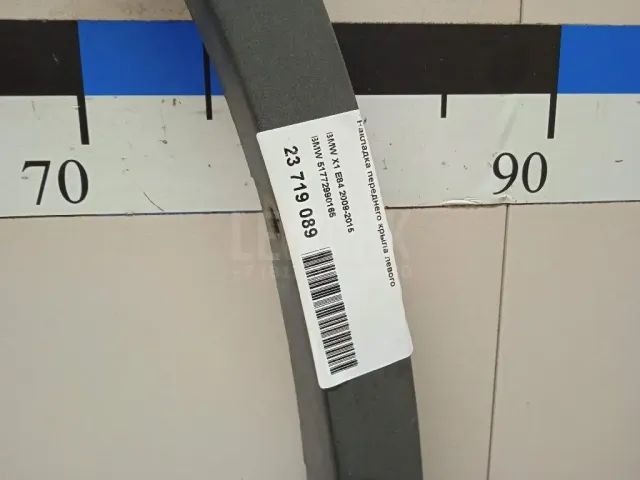 70
90
Накладка переднего крыла левого
BMW X1 E84 2009-2015
BMW 51772990165
23 719 089